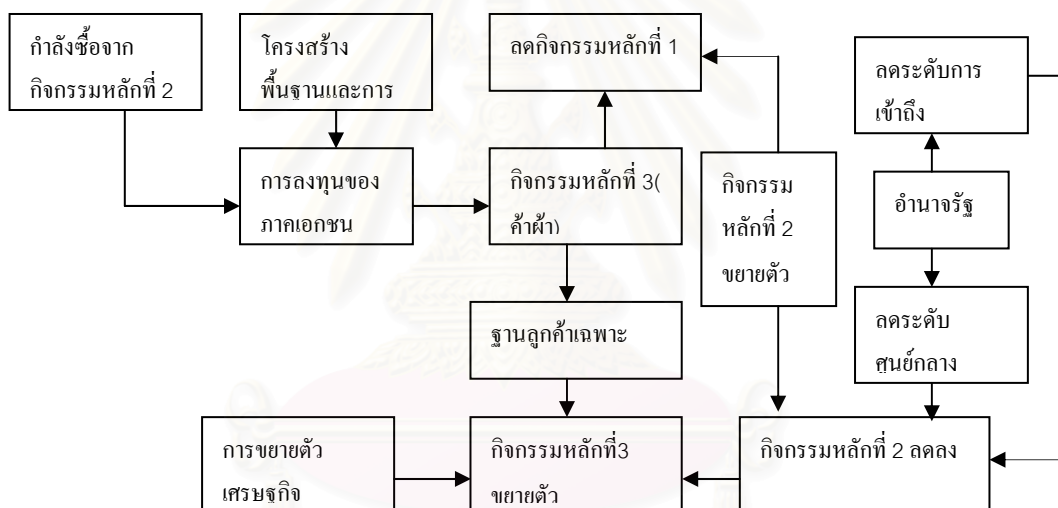 กำลังซื้อจาก
กิจกรรมหลักที่ 2
โครงสร้าง
พื้นฐานและการ
ลดกิจกรรมหลักที่ 1
ลดระดับการ
เข้าถึง
การลงทุนของ
ภาคเอกชน
กิจกรรมหลักที่ 3(
ค้าผ้า)
กิจกรรม
หลักที่ 2
ขยายตัว
อำนาจรัฐ
ฐานลูกค้าเฉพาะ
ลดระดับ
ศูนย์กลาง
การขยายตัว
เศรษฐกิจ
กิจกรรมหลักที่3
ขยายตัว
กิจกรรมหลักที่ 2 ลดลง